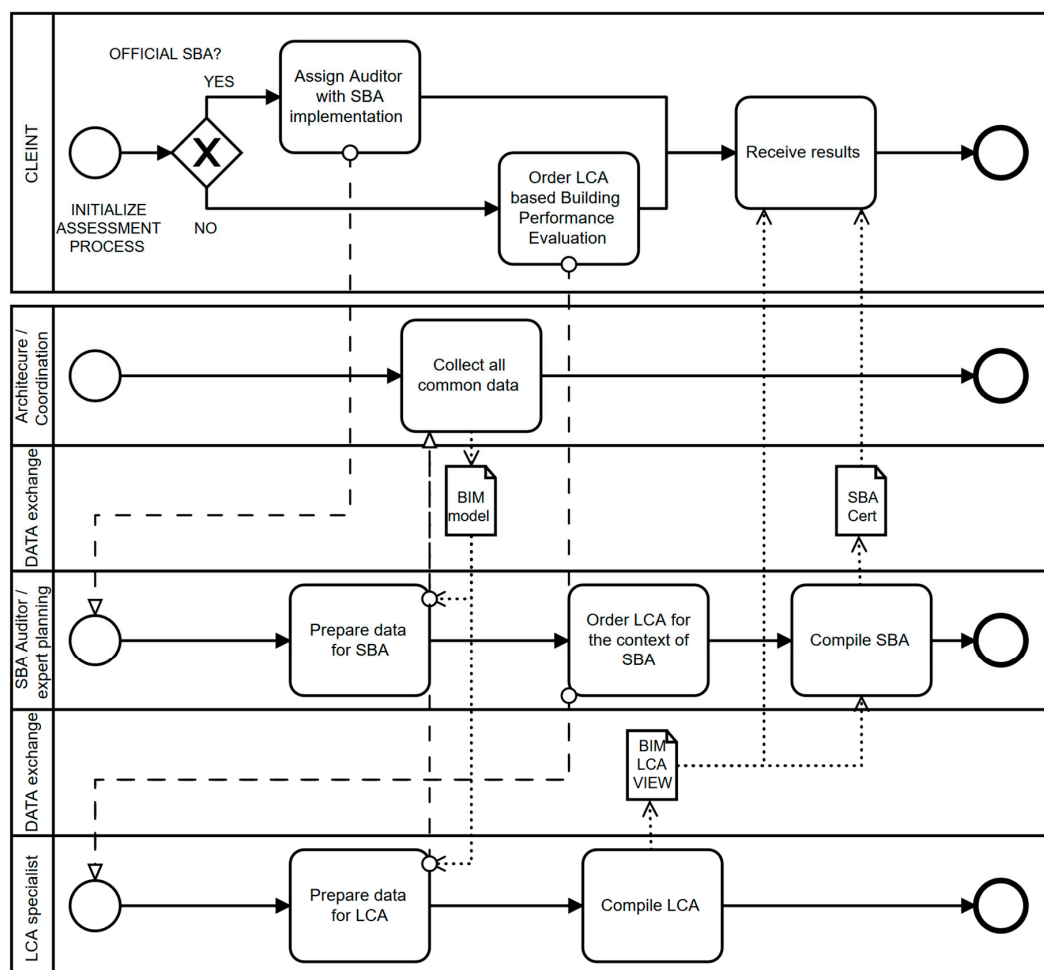 CLEINT
OFFICIAL SBA?
YES
NO
INITIALIZE
ASSESSMENT
PROCESS
X
Assign Auditor
with SBA
implementation
Order LCA
based Building
Performance
Evaluation
Receive results
Architecure /
Coordination
Collect all
common data
DATA exchange
BIM
model
SBA
Cert
SBA Auditor /
expert planning
Prepare data
for SBA
Order LCA for
the context of
SBA
Compile SBA
DATA exchange
BIM
LCA
VIEW
LCA specialist
Prepare data
for LCA
Compile LCA